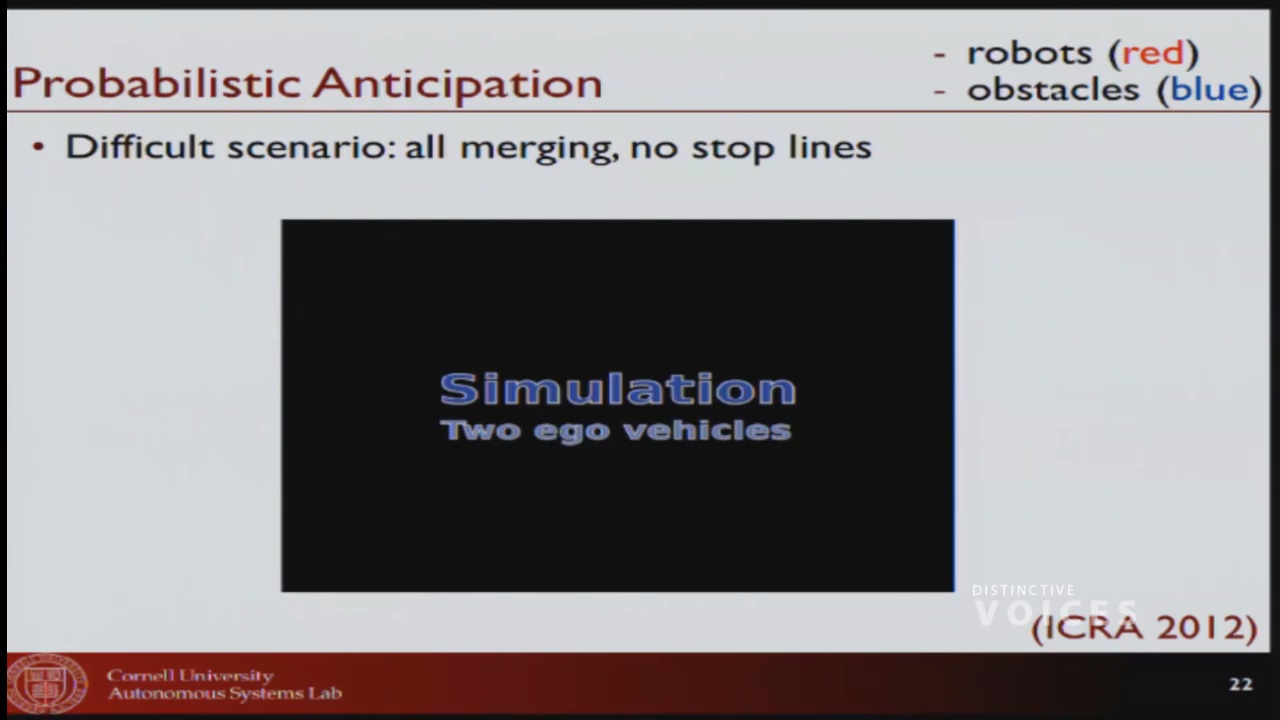 Probabilistic Anticipation
- robots (red)
- obstacles (blue)
• Difficult scenario: all merging, no stop lines
Simulation
Two ego vehicles
DISTINCTIVE
VOICES
(ICRA 2012)
Cornell University
Autonomous Systems Lab
22